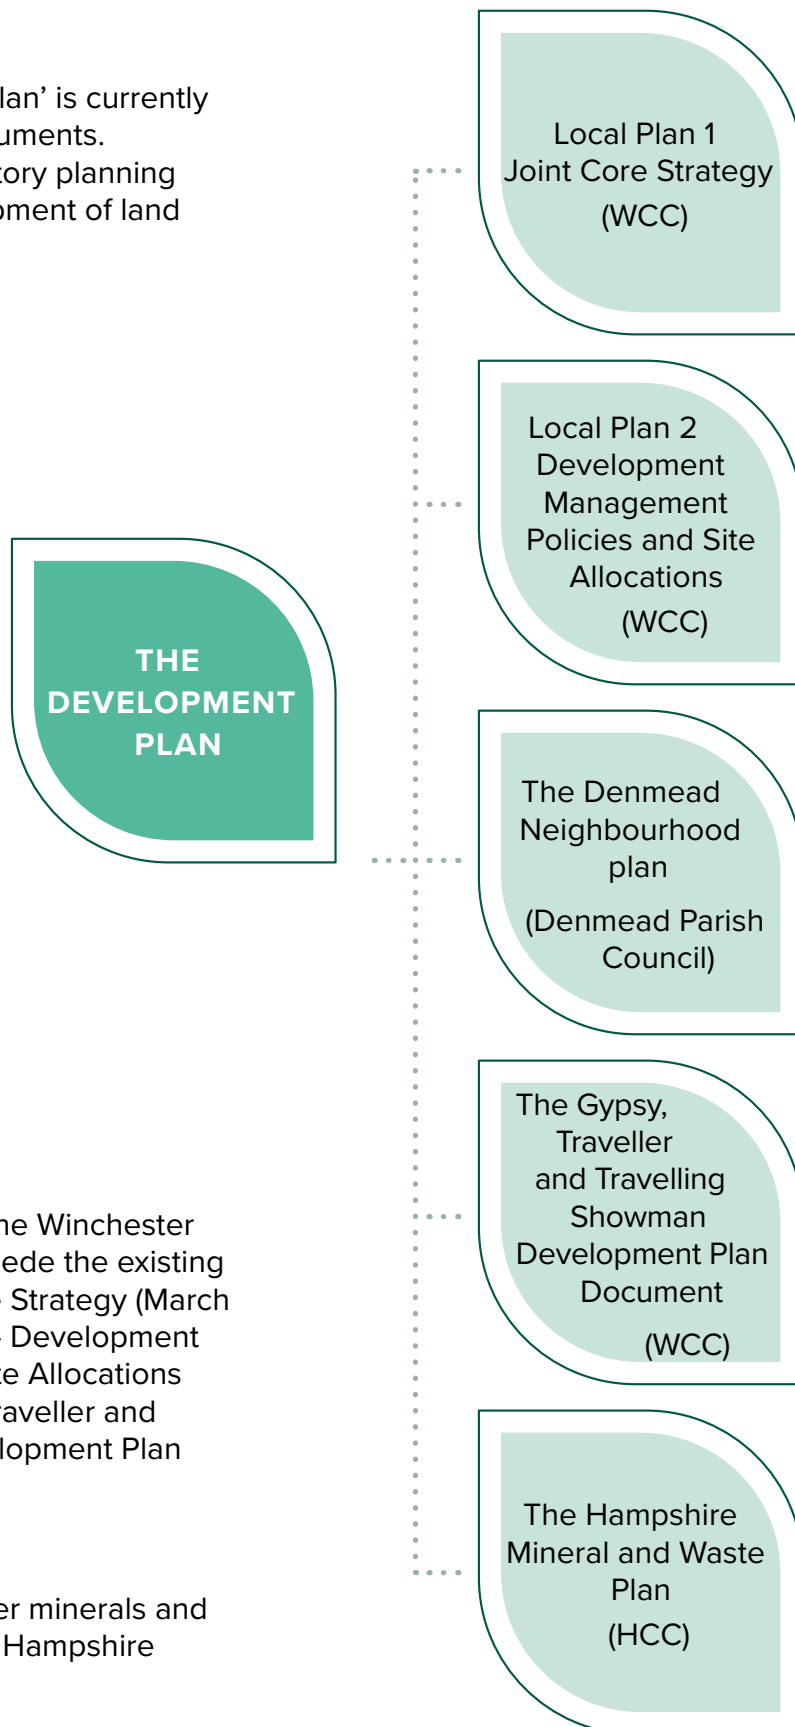 lan’ is currently
uments.
tory planning
pment of land
Local Plan 1
Joint Core Strategy
(WCC)
Local Plan 2
Development
Management
Policies and Site
Allocations
(WCC)
THE
DEVELOPMENT
PLAN
The Denmead
Neighbourhood
plan
(Denmead Parish
Council)
The Gypsy,
Traveller
and Travelling
Showman
Development Plan
Document
(WCC)
ne Winchester
ede the existing
e Strategy (March
Development
te Allocations
raveller and
lopment Plan
The Hampshire
Mineral and Waste
Plan
(HCC)
er minerals and
Hampshire